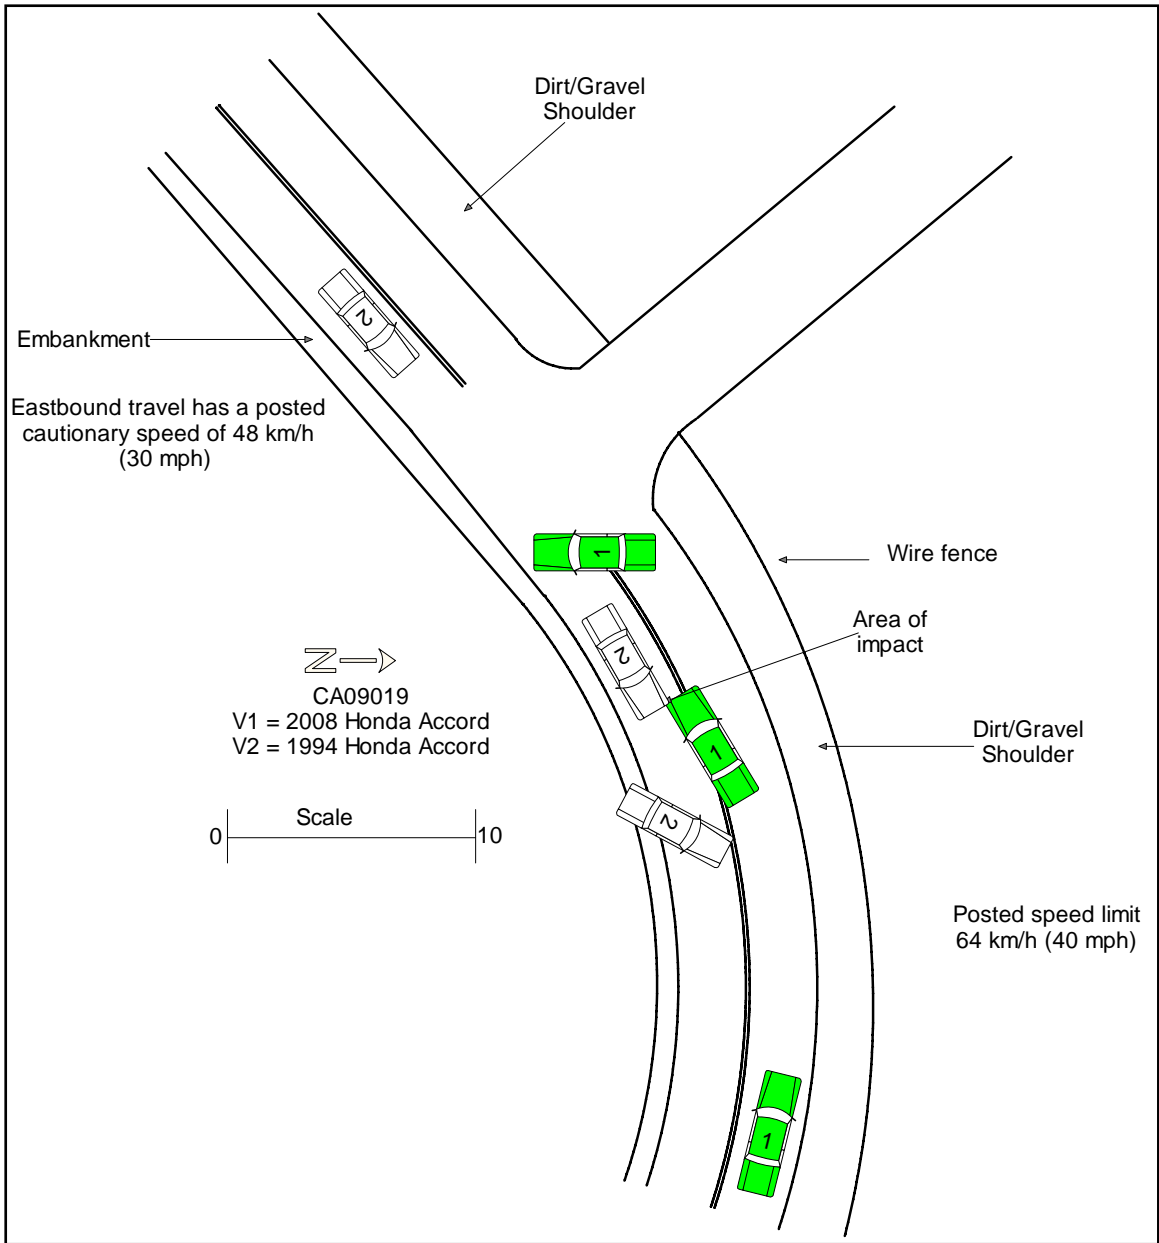 Dirt/Gravel
Shoulder
2
Embankment
Eastbound travel has a posted
cautionary speed of 48 km/h
(30 mph)
1
Wire fence
2
Area of
impact
N
CA09019
V1 = 2008 Honda Accord
V2 = 1994 Honda Accord
1
Dirt/Gravel
Shoulder
2
0 Scale 10
Posted speed limit
64 km/h (40 mph)
1